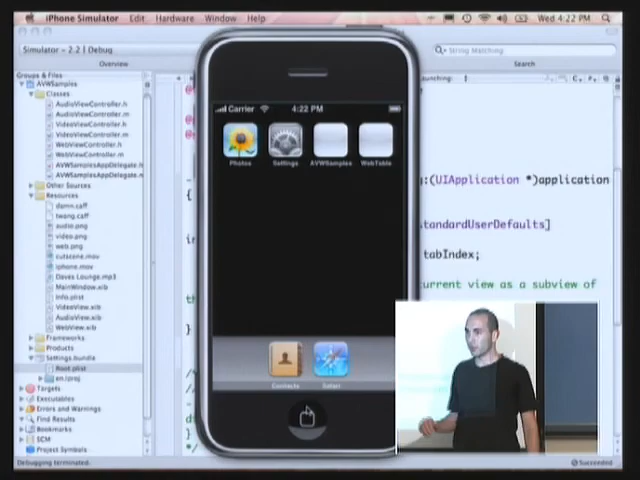 iPhone Simulator Edit Hardware Window Help
Wed 4:22 PM
Simulator - 2.2 | Debug
Overview
String Matching
Search
Groups & Files
AVWSamples
Classes
AudioViewController.h
AudioViewController.m
VideoViewController.h
VideoViewController.m
WebViewController.h
WebViewController.m
AVWSamplesAppDelegate.h
AVWSamplesAppDelegate.m
Other Sources
Resources
damn.caff
twang.caff
audio.png
video.png
web.png
cutscene.mov
iphone.mov
Daves Lounge.mp3
MainWindow.xib
Info.plist
VideoView.xib
AudioView.xib
WebView.xib
Frameworks
Products
Settings.bundle
Root.plist
en.lproj
Targets
Executables
Errors and Warnings
Find Results
Bookmarks
SCM
Project Symbols
Debugging terminated.
Succeeded
Carrier 4:22 PM
Photos Settings AVWSamples WebTable
Contacts Safari
:(UIApplication *)application
{
tandardUserDefaults]
tabIndex;
urrent view as a subview of
}
*/